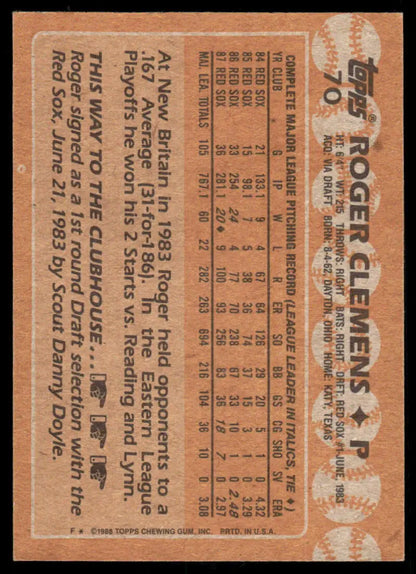 topps® ROGER CLEMENS ♦ P
70 HT: 6'4" WT: 215 THROWS: RIGHT BATS: RIGHT DRFT: RED SOX #1-JUNE, 1983
ACQ: VIA DRAFT BORN: 8-4-62, DAYTON, OHIO HOME: KATY, TEXAS
COMPLETE MAJOR LEAGUE PITCHING RECORD (LEAGUE LEADER IN ITALICS, TIE ♦)
YR CLUB G IP W L R ER SO BB GS CG SHO SV ERA
84 RED SOX 21 133.1 9 4 67 64 126 29 20 5 1 0 4.32
85 RED SOX 15 98.1 7 5 38 36 74 37 15 3 1 0 3.29
86 RED SOX 33 254 24 4 77 70 238 67 33 10 1 0 2.48
87 RED SOX 36 281.1 20♦ 9 100 93 256 83 36 18 7 0 2.97
MAJ. LEA. TOTALS 105 767.1 60 22 282 263 694 216 104 36 10 0 3.08
At New Britain in 1983 Roger held opponents to a
.167 Average (31-for-186). In the Eastern League
Playoffs he won his 2 Starts vs. Reading and Lynn.
THIS WAY TO THE CLUBHOUSE...
Roger signed as a 1st round Draft selection with the
Red Sox, June 21, 1983 by Scout Danny Doyle.
F * ©1988 TOPPS CHEWING GUM, INC. PRTD. IN U.S.A.